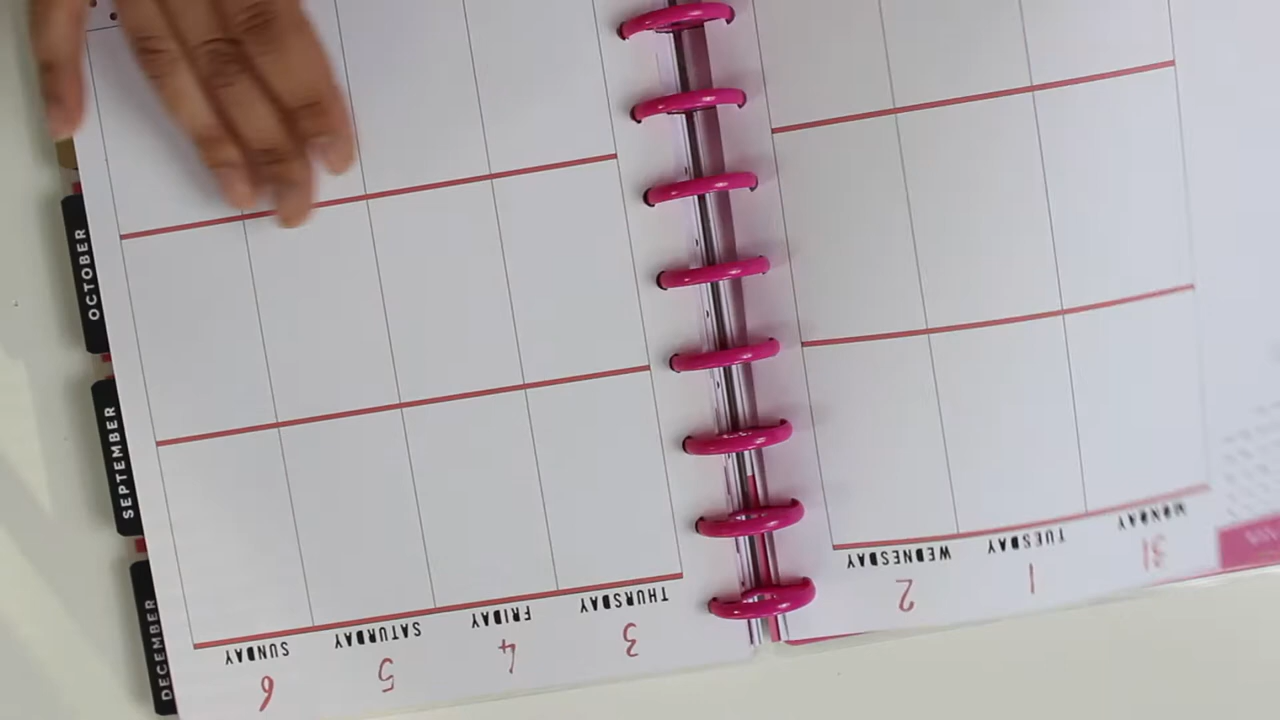 MONDAY
31
TUESDAY
1
WEDNESDAY
2
THURSDAY
3
FRIDAY
4
SATURDAY
5
SUNDAY
6
DECEMBER
SEPTEMBER
OCTOBER